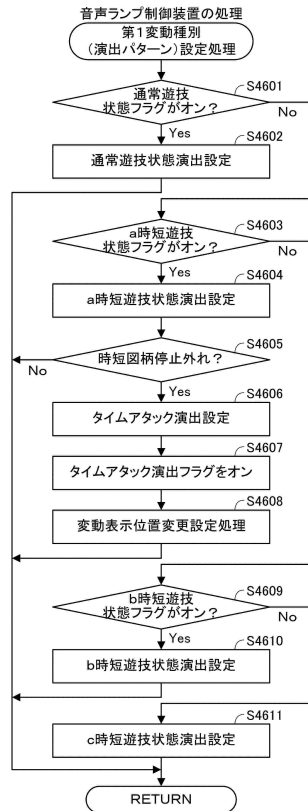 音声ランプ制御装置の処理
第1変動種別
(演出パターン)設定処理
S4601
通常遊技
状態フラグがオン？
No
Yes
S4602
通常遊技状態演出設定
S4603
a時短遊技
状態フラグがオン？
No
Yes
S4604
a時短遊技状態演出設定
S4605
時短図柄停止外れ？
No
Yes
S4606
タイムアタック演出設定
S4607
タイムアタック演出フラグをオン
S4608
変動表示位置変更設定処理
S4609
b時短遊技
状態フラグがオン？
No
Yes
S4610
b時短遊技状態演出設定
S4611
c時短遊技状態演出設定
RETURN